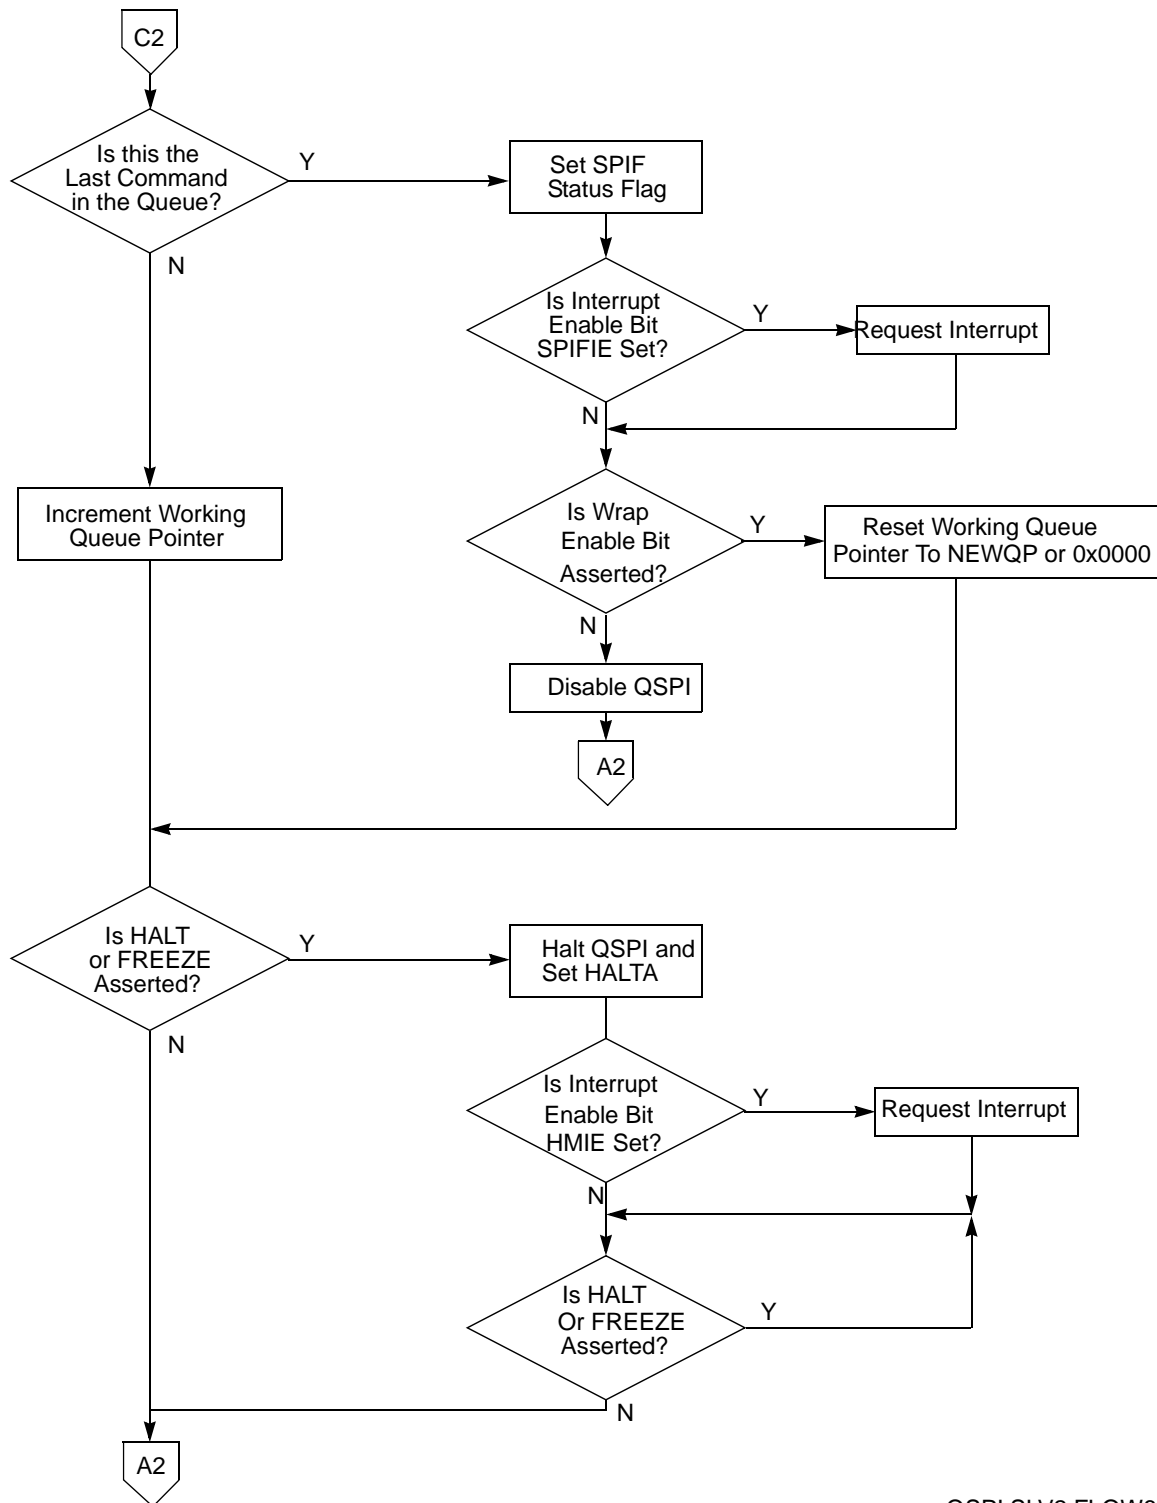 C2
Is this the
Last Command
in the Queue?
Y
N
Set SPIF
Status Flag
Is Interrupt
Enable Bit
SPIFIE Set?
Y
Request Interrupt
N
Increment Working
Queue Pointer
Is Wrap
Enable Bit
Asserted?
Y
Reset Working Queue
Pointer To NEWQP or 0x0000
N
Disable QSPI
A2
Is HALT
or FREEZE
Asserted?
Y
N
Halt QSPI and
Set HALTA
Is Interrupt
Enable Bit
HMIE Set?
Y
Request Interrupt
N
Is HALT
Or FREEZE
Asserted?
Y
N
A2